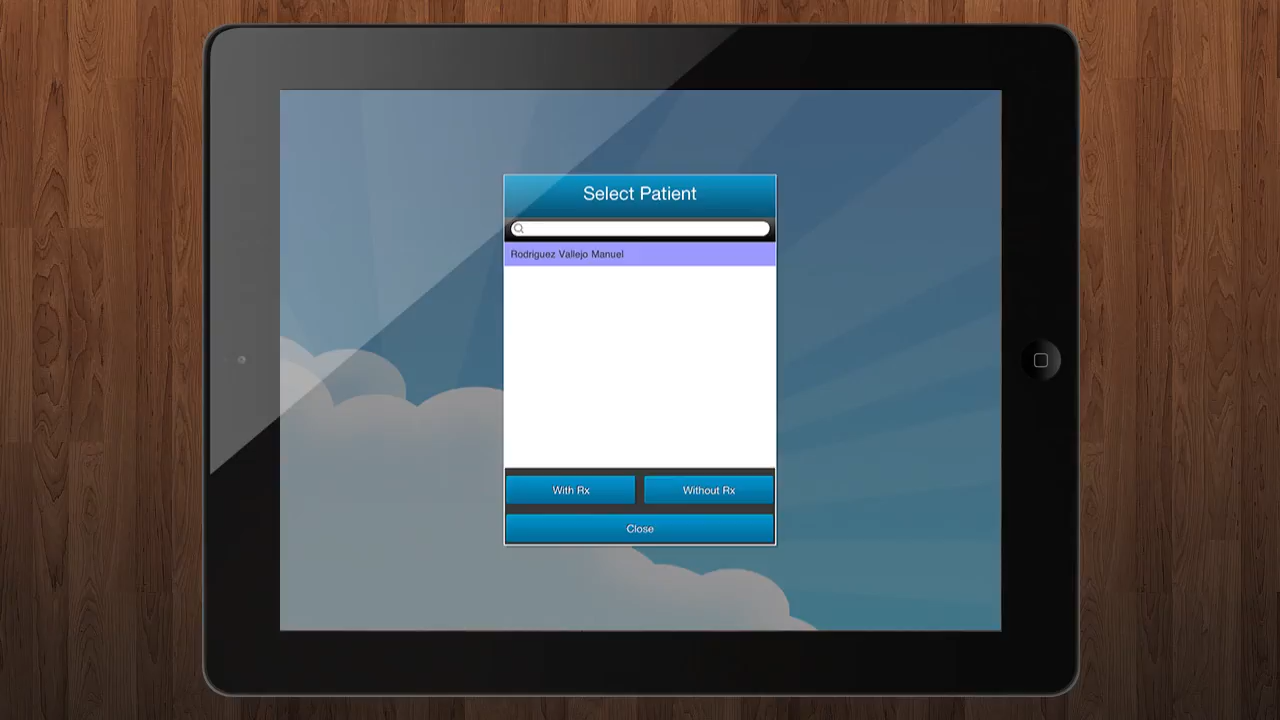 Select Patient
Rodriguez Vallejo Manuel
With Rx
Without Rx
Close